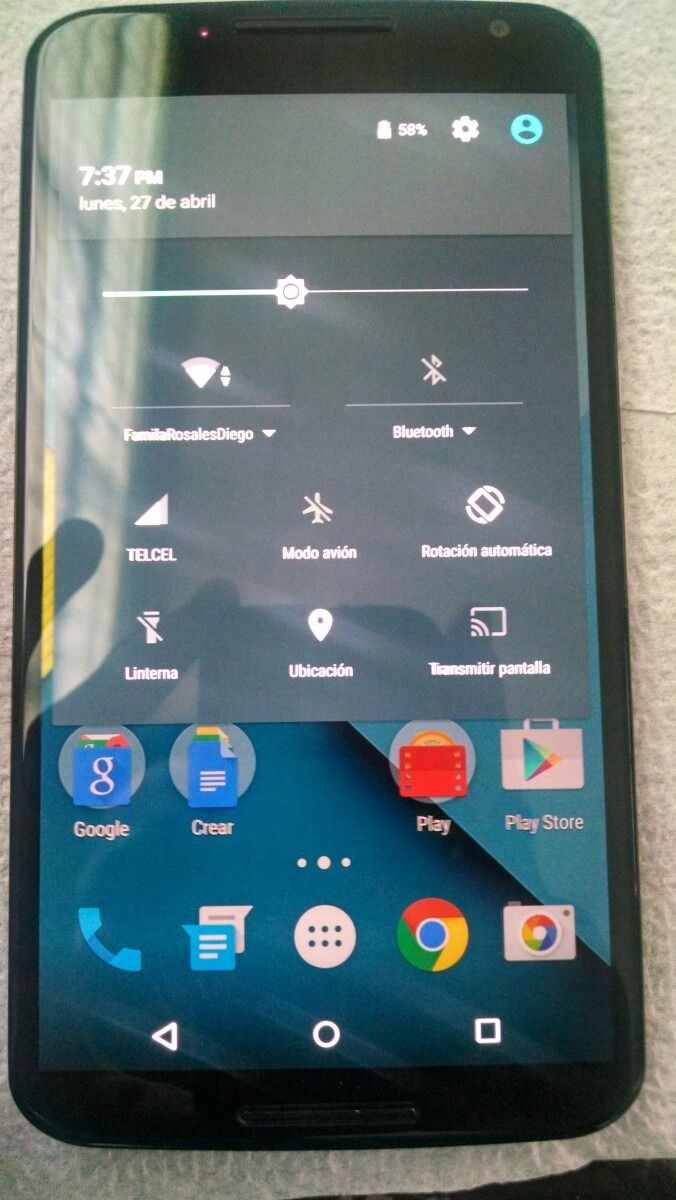 58%
7:37 PM
lunes, 27 de abril
FamilaRosalesDiego
Bluetooth
TELCEL
Modo avión
Rotación automática
Linterna
Ubicación
Transmitir pantalla
g
Google
Crear
Play
Play Store